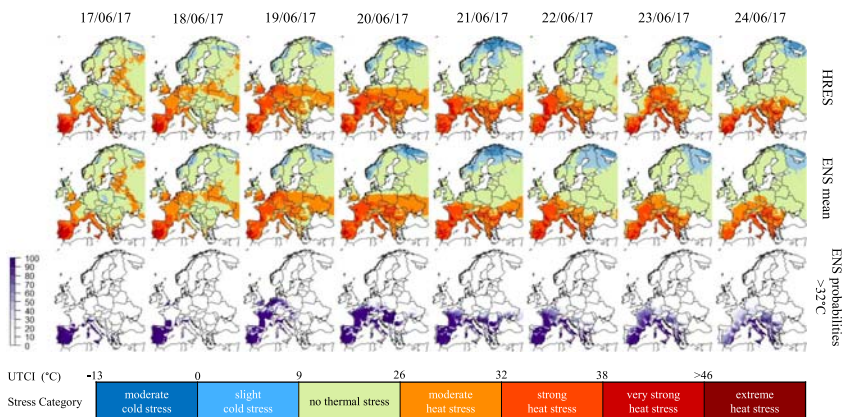 17/06/17 18/06/17 19/06/17 20/06/17 21/06/17 22/06/17 23/06/17 24/06/17
HRES
ENS mean
ENS probabilities
>32°C
100
90
80
70
60
50
40
30
20
10
0
UTCI (°C) -13 0 9 26 32 38 >46
Stress Category
moderate
cold stress
slight
cold stress
no thermal stress
moderate
heat stress
strong
heat stress
very strong
heat stress
extreme
heat stress